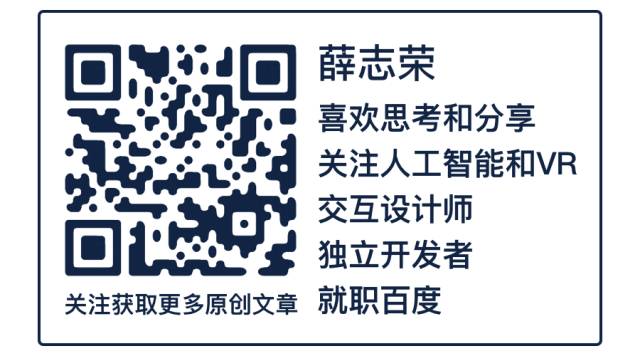 薛志荣
喜欢思考和分享
关注人工智能和VR
交互设计师
独立开发者
就职百度
关注获取更多原创文章